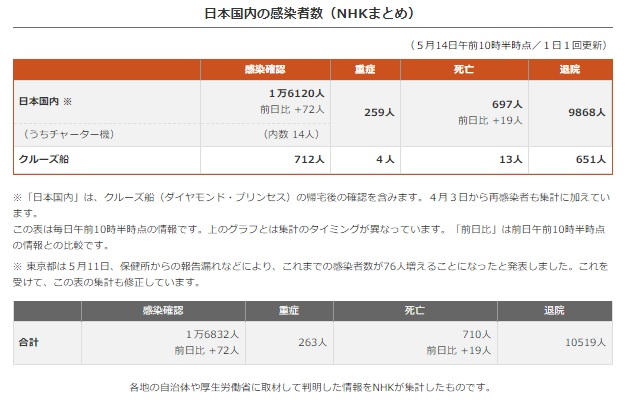 日本国内の感染者数（NHKまとめ）
（５月14日午前10時半時点／１日１回更新）
感染確認 重症 死亡 退院
日本国内 ※ 1万6120人 前日比 +72人 259人 697人 前日比 +19人 9868人
（うちチャーター機） （内数 14人）
クルーズ船 712人 ４人 13人 651人
※「日本国内」は、クルーズ船（ダイヤモンド・プリンセス）の帰宅後の確認を含みます。４月３日から再感染者も集計に加えてい
ます。
この表は毎日午前10時半時点の情報です。上のグラフとは集計のタイミングが異なっています。「前日比」は前日午前10時半時点
の情報との比較です。
※ 東京都は５月11日、保健所からの報告漏れなどにより、これまでの感染者数が76人増えることになったと発表しました。これを
受けて、この表の集計も修正しています。
感染確認 重症 死亡 退院
合計 1万6832人 前日比 +72人 263人 710人 前日比 +19人 10519人
各地の自治体や厚生労働省に取材して判明した情報をNHKが集計したものです。